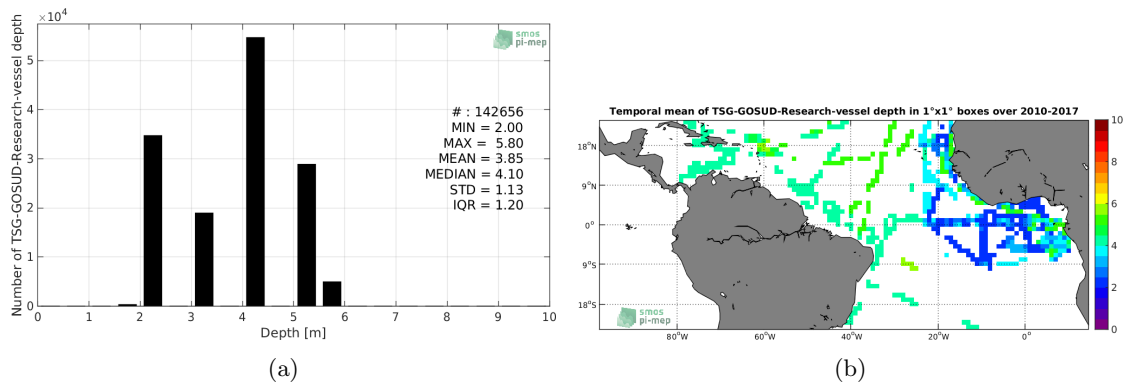 ×10⁴
smos
pi-mep
Number of TSG-GOSUD-Research-vessel depth
5
4
3
2
1
0
# : 142656
MIN = 2.00
MAX = 5.80
MEAN = 3.85
MEDIAN = 4.10
STD = 1.13
IQR = 1.20
0 1 2 3 4 5 6 7 8 9 10
Depth [m]
(a)
Temporal mean of TSG-GOSUD-Research-vessel depth in 1°x1° boxes over 2010-2017
18°N
9°N
0°
9°S
18°S
smos
pi-mep
80°W 60°W 40°W 20°W 0°
10
8
6
4
2
0
(b)